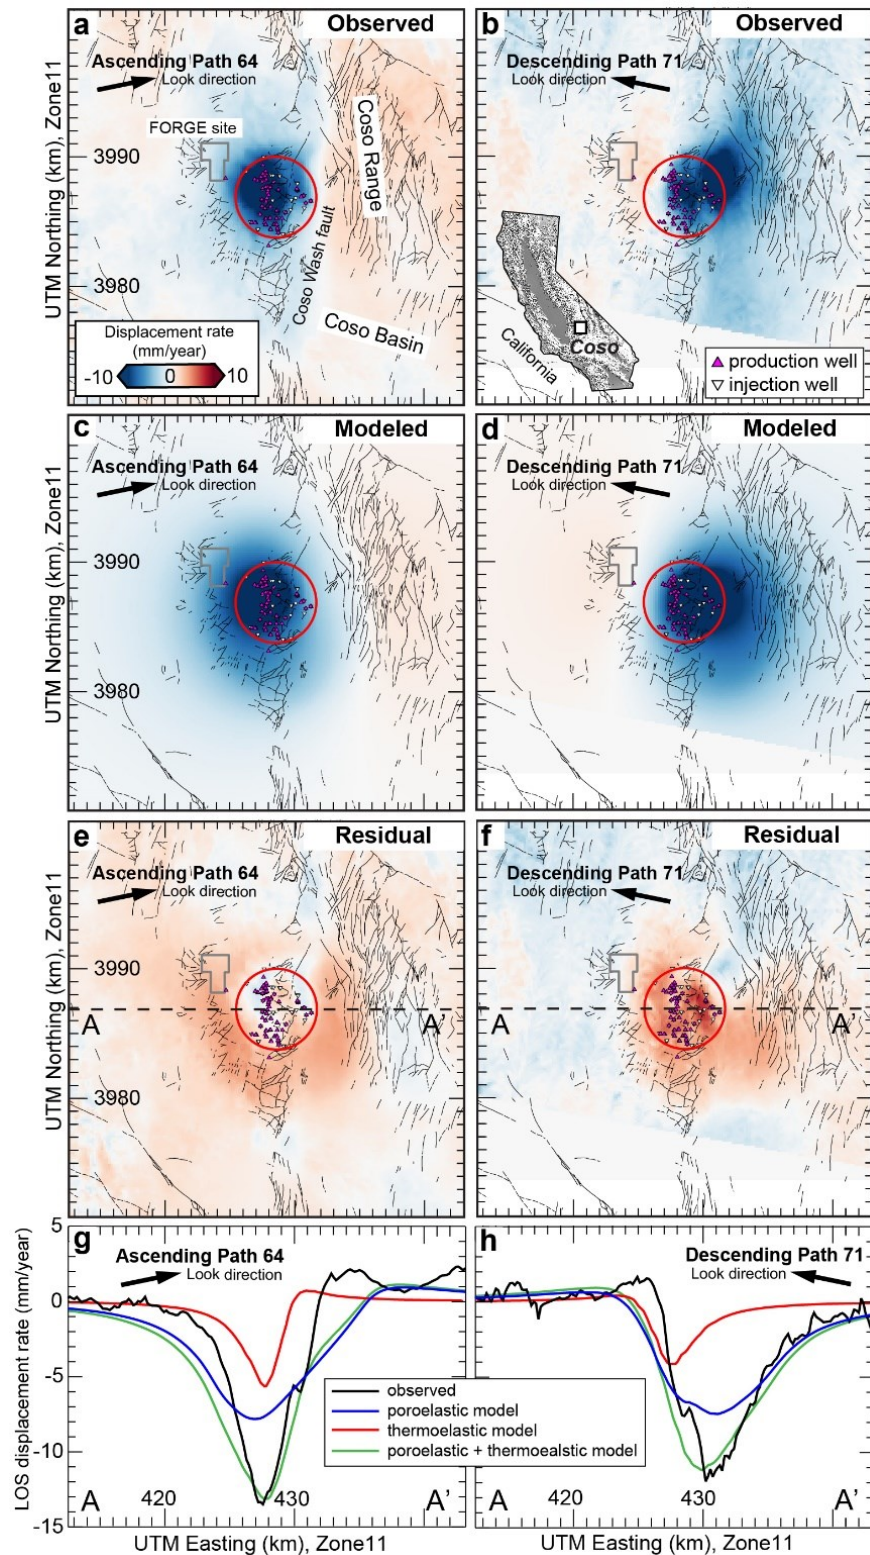 a
Observed
Ascending Path 64
Look direction
FORGE site
Coso Range
Coso Wash fault
Coso Basin
UTM Northing (km), Zone11
3990
3980
Displacement rate
(mm/year)
-10 0 10
b
Observed
Descending Path 71
Look direction
California
Coso
production well
injection well
c
Modeled
Ascending Path 64
Look direction
UTM Northing (km), Zone11
3990
3980
d
Modeled
Descending Path 71
Look direction
e
Residual
Ascending Path 64
Look direction
UTM Northing (km), Zone11
3990
3980
A A'
f
Residual
Descending Path 71
Look direction
A A'
g
Ascending Path 64
Look direction
LOS displacement rate (mm/year)
5
0
-5
-10
-15
A 420 430 A’
UTM Easting (km), Zone11
h
Descending Path 71
Look direction
observed
poroelastic model
thermoelastic model
poroelastic + thermoealstic model
A 420 430 A’
UTM Easting (km), Zone11